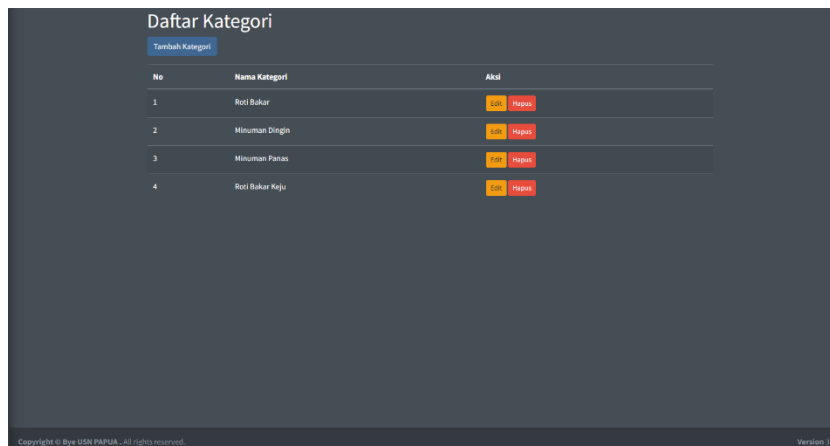 Daftar Kategori
Tambah Kategori
No Nama Kategori Aksi
1 Roti Bakar Edit Hapus
2 Minuman Dingin Edit Hapus
3 Minuman Panas Edit Hapus
4 Roti Bakar Keju Edit Hapus
Copyright © Bye USN PAPUA . All rights reserved. Version